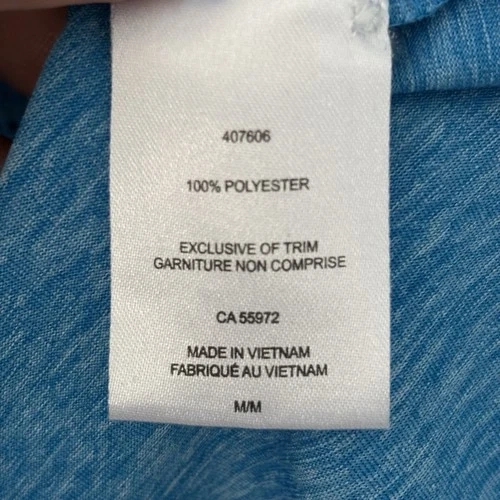 407606
100% POLYESTER
EXCLUSIVE OF TRIM
GARNITURE NON COMPRISE
CA 55972
MADE IN VIETNAM
FABRIQUÉ AU VIETNAM
M/M